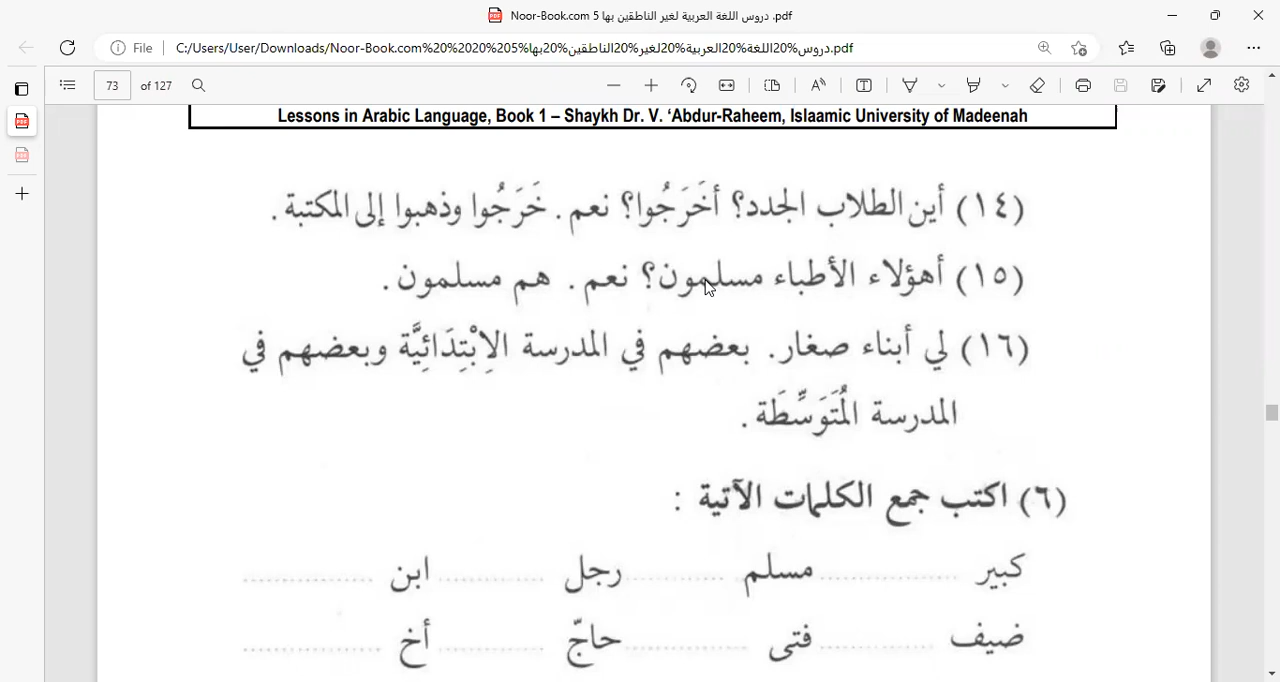 Noor-Book.com 5 دروس اللغة العربية لغير الناطقين بها .pdf
File C:/Users/User/Downloads/Noor-Book.com%20%2020%205%دروس%20اللغة%20العربية%20لغير%20الناطقين%20بها.pdf
73 of 127
Lessons in Arabic Language, Book 1 – Shaykh Dr. V. ‘Abdur-Raheem, Islaamic University of Madeenah
(١٤) أين الطلاب الجدد؟ أخَرَجُوا؟ نعم. خَرَجُوا وذهبوا إلى المكتبة.
(١٥) أهؤلاء الأطباء مسلمون؟ نعم. هم مسلمون.
(١٦) لي أبناء صغار. بعضهم في المدرسة الاِبْتِدَائِيَّة وبعضهم في
المدرسة المُتَوَسِّطَة.
(٦) اكتب جمع الكلمات الآتية :
كبير .......... مسلم .......... رجل .......... ابن ..........
ضيف .......... فتى .......... حاجّ .......... أخ ..........